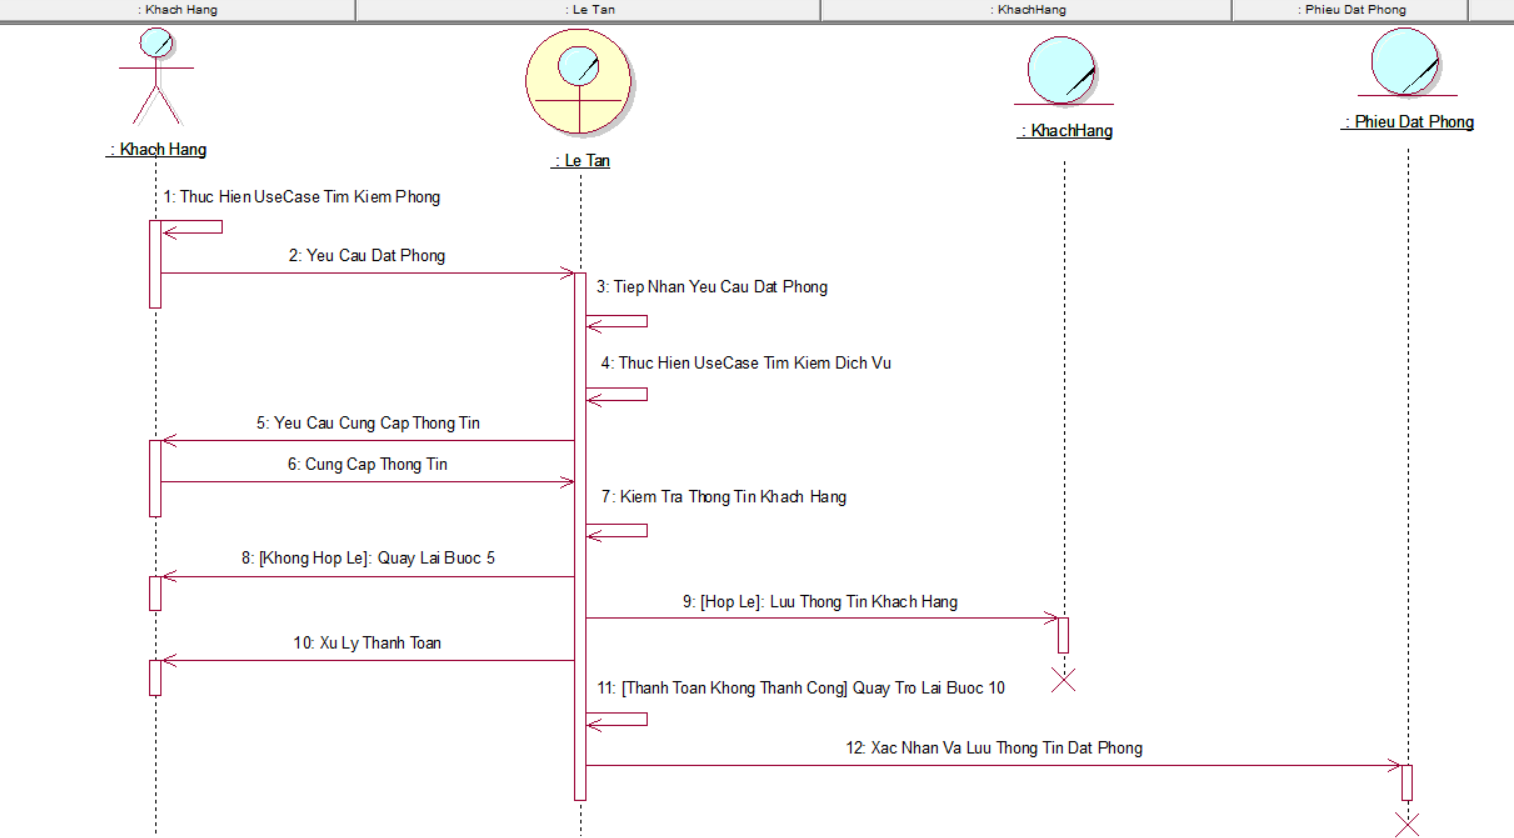 : Khach Hang
: Le Tan
: KhachHang
: Phieu Dat Phong
: Khach Hang
: Le Tan
: KhachHang
: Phieu Dat Phong
1: Thuc Hien UseCase Tim Kiem Phong
2: Yeu Cau Dat Phong
3: Tiep Nhan Yeu Cau Dat Phong
4: Thuc Hien UseCase Tim Kiem Dich Vu
5: Yeu Cau Cung Cap Thong Tin
6: Cung Cap Thong Tin
7: Kiem Tra Thong Tin Khach Hang
8: [Khong Hop Le]: Quay Lai Buoc 5
9: [Hop Le]: Luu Thong Tin Khach Hang
10: Xu Ly Thanh Toan
11: [Thanh Toan Khong Thanh Cong] Quay Tro Lai Buoc 10
12: Xac Nhan Va Luu Thong Tin Dat Phong